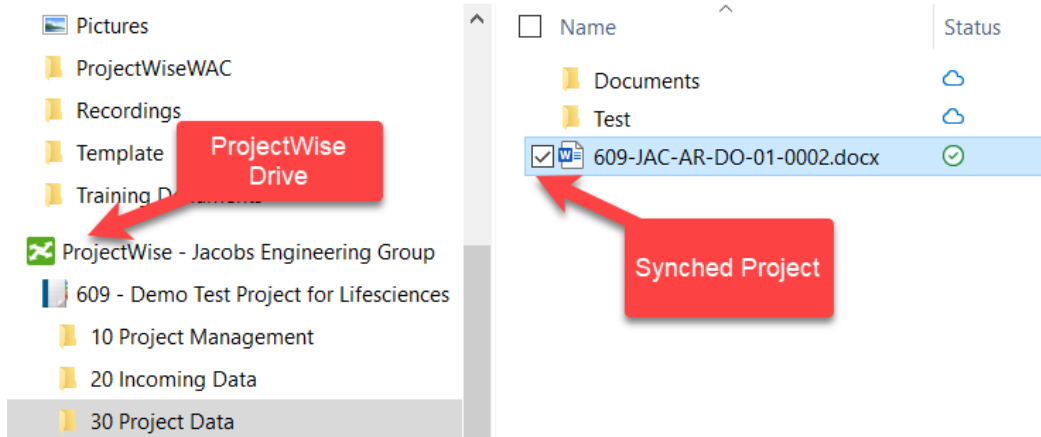 Pictures
ProjectWiseWAC
Recordings
Template
Training
ProjectWise
Drive
ProjectWise - Jacobs Engineering Group
609 - Demo Test Project for Lifesciences
10 Project Management
20 Incoming Data
30 Project Data
Name
Status
Documents
Test
609-JAC-AR-DO-01-0002.docx
Synched Project